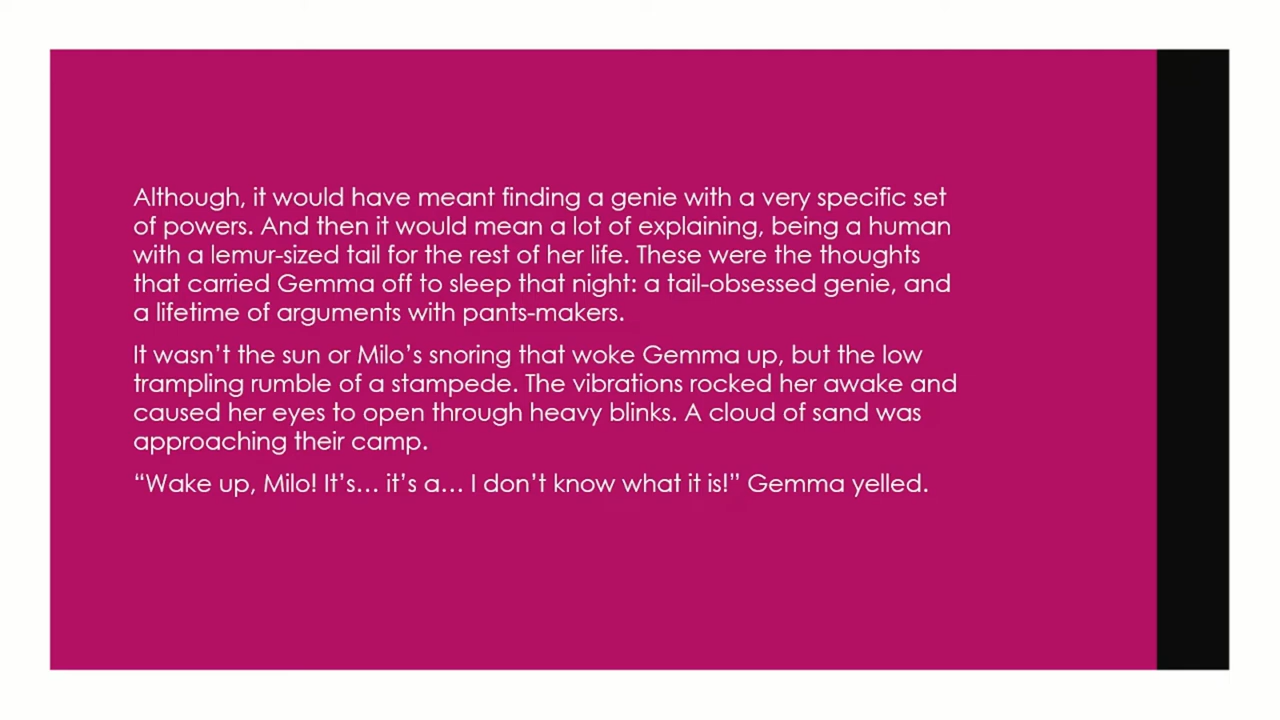 Although, it would have meant finding a genie with a very specific set
of powers. And then it would mean a lot of explaining, being a human
with a lemur-sized tail for the rest of her life. These were the thoughts
that carried Gemma off to sleep that night: a tail-obsessed genie, and
a lifetime of arguments with pants-makers.
It wasn’t the sun or Milo’s snoring that woke Gemma up, but the low
trampling rumble of a stampede. The vibrations rocked her awake and
caused her eyes to open through heavy blinks. A cloud of sand was
approaching their camp.
“Wake up, Milo! It’s… it’s a… I don’t know what it is!” Gemma yelled.